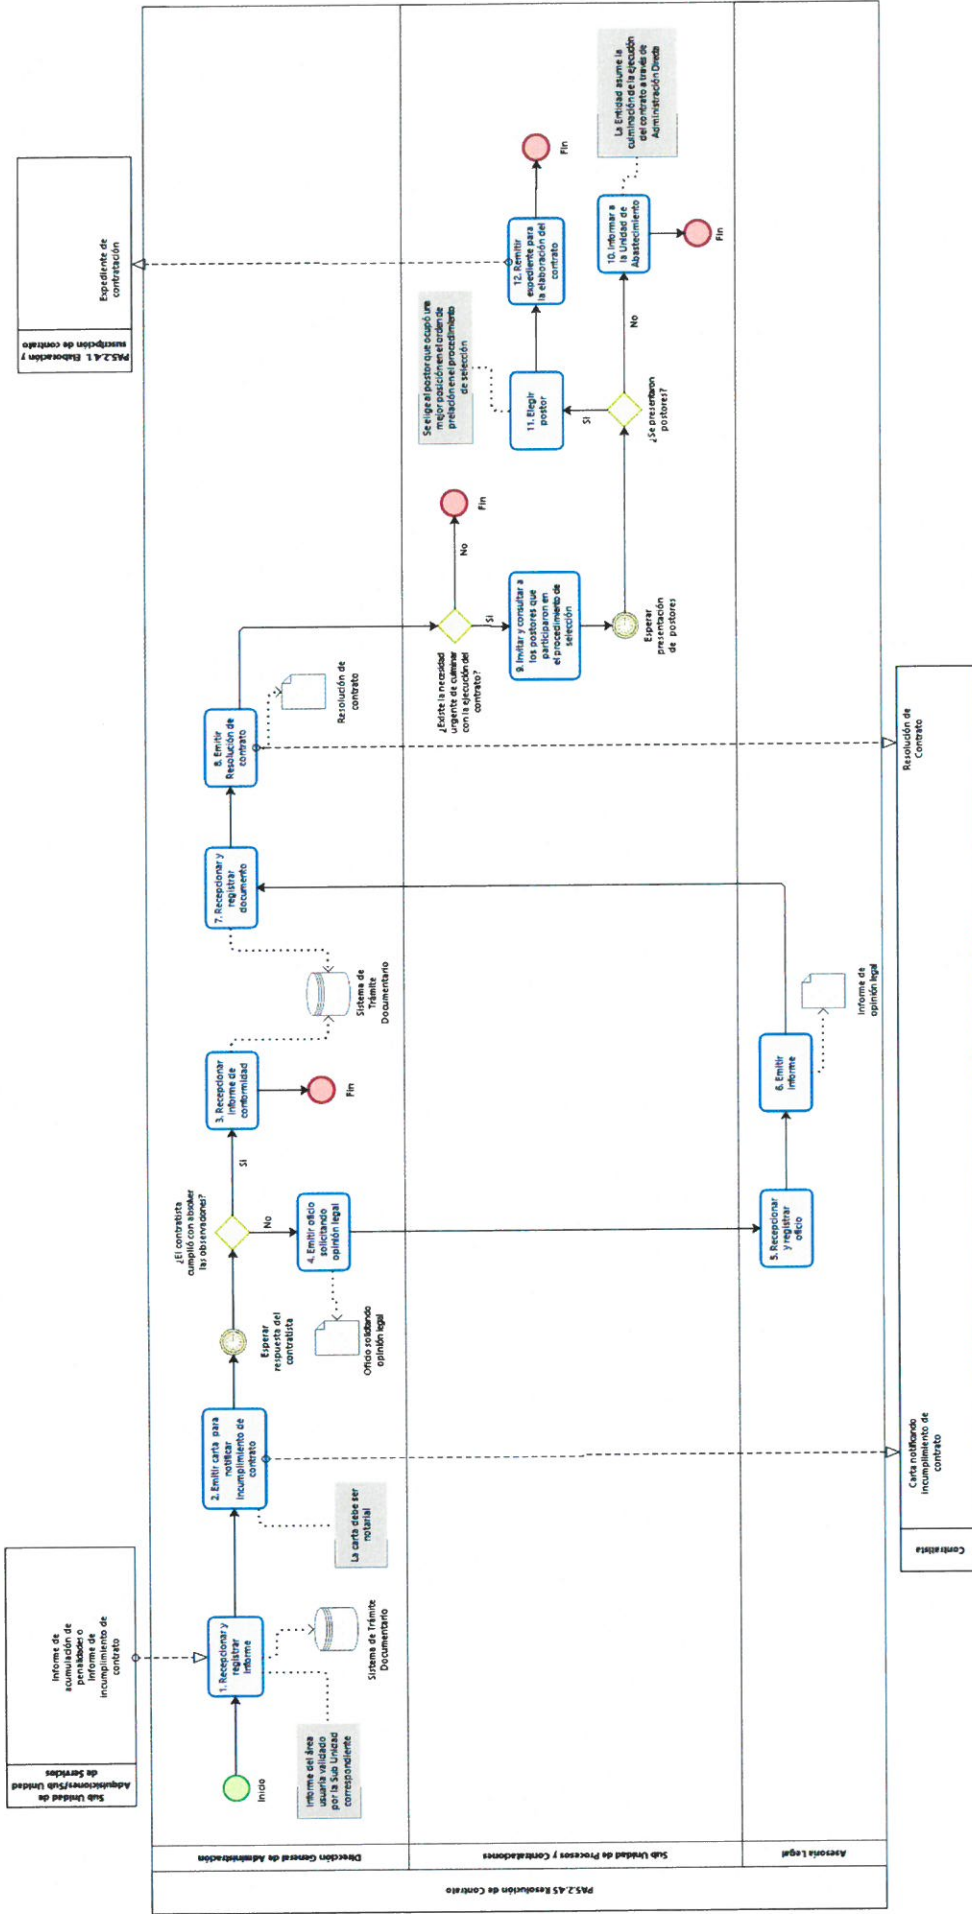 Sub Unidad de
Adquisiciones/Sub Unidad
de Servicios
Informe de
acumulación de
penalidades o
Informe de
incumplimiento de
contrato
PA5.2.4.1. Elaboración y
suscripción de contrato
Expediente de
contratación
PA5.2.4.5 Resolución de Contrato
Dirección General de Administración
Inicio
1. Recepcionar y
registrar
informe
Informe del área
usuaria validado
por la Sub Unidad
correspondiente
Sistema de Trámite
Documentario
2. Emitir carta para
notificar
incumplimiento de
contrato
La carta debe ser
notarial
Esperar
respuesta del
contratista
¿El contratista
cumplió con absolver
las observaciones?
Si
No
3. Recepcionar
informe de
conformidad
Fin
4. Emitir oficio
solicitando
opinión legal
Oficio solicitando
opinión legal
Sistema de
Trámite
Documentario
7. Recepcionar y
registrar
documento
8. Emitir
Resolución de
contrato
Resolución de
contrato
Sub Unidad de Procesos y Contrataciones
¿Existe la necesidad
urgente de culminar
con la ejecución del
contrato?
No
Fin
Si
9. Invitar y consultar a
los postores que
participaron en
el procedimiento de
selección
Esperar
presentación
de postores
¿Se presentaron
postores?
Si
No
11. Elegir
postor
Se elige al postor que ocupó una
mejor posición en el orden de
prelación en el procedimiento
de selección
12. Remitir
expediente para
la elaboración del
contrato
Fin
10. Informar a
la Unidad de
Abastecimiento
La Entidad asume la
culminación de la ejecución
del contrato a través de
Administración Directa
Fin
Asesoría Legal
5. Recepcionar
y registrar
oficio
6. Emitir
informe
Informe de
opinión legal
Contratista
Carta notificando
incumplimiento de
contrato
Resolución de
Contrato